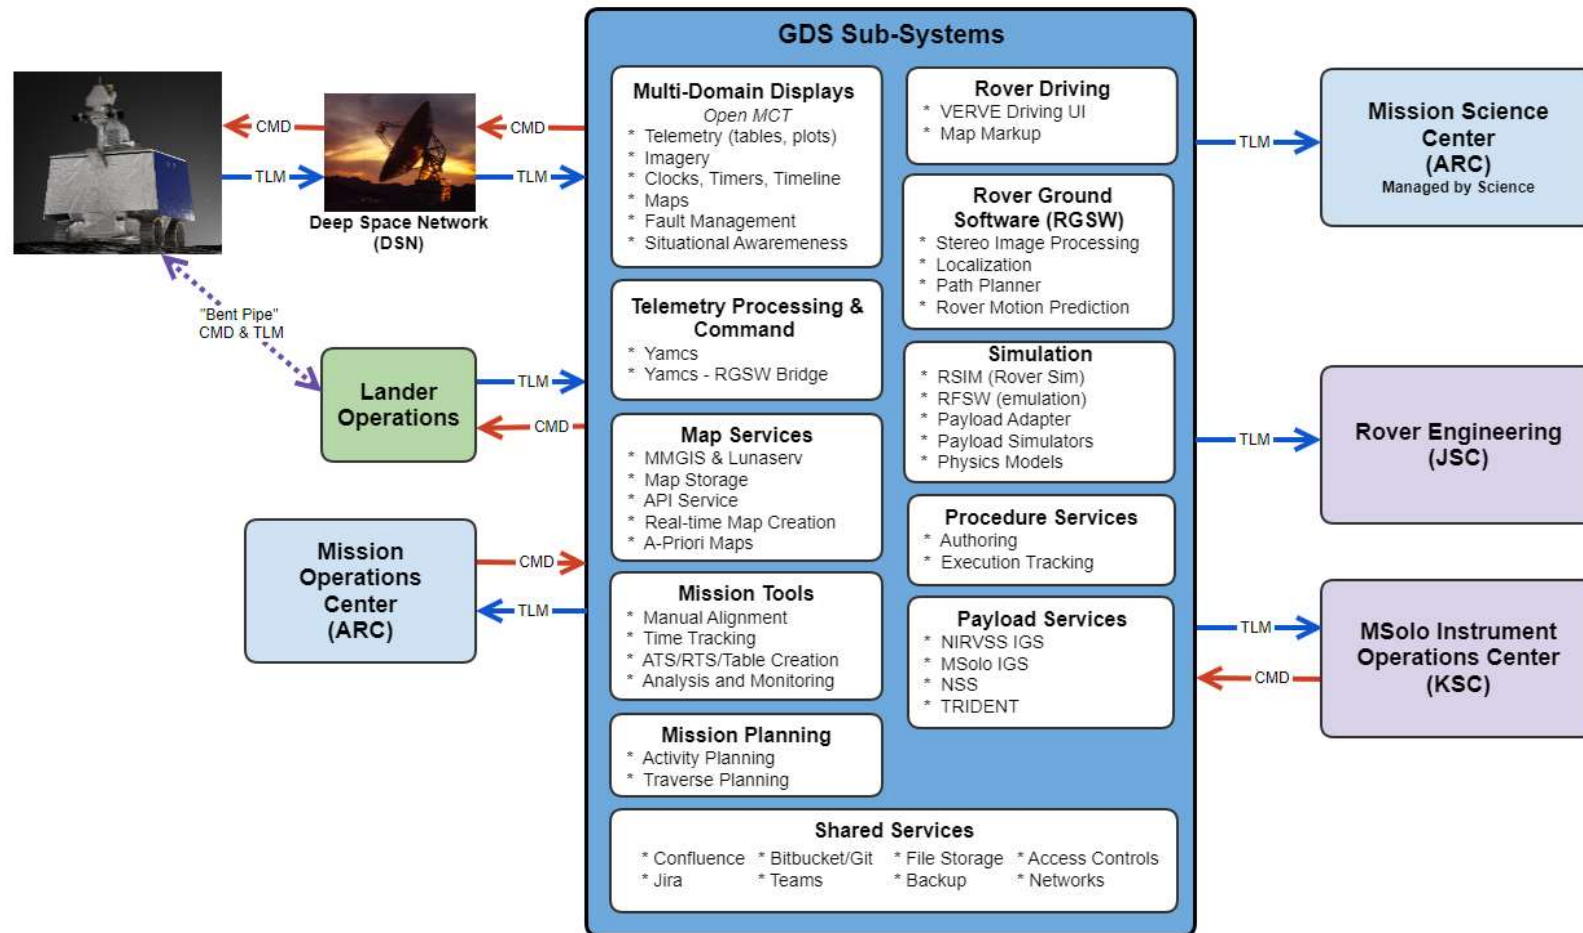 GDS Sub-Systems
CMD
TLM
Deep Space Network
(DSN)
CMD
TLM
"Bent Pipe"
CMD & TLM
Lander
Operations
TLM
CMD
Mission
Operations
Center
(ARC)
CMD
TLM
Multi-Domain Displays
Open MCT
* Telemetry (tables, plots)
* Imagery
* Clocks, Timers, Timeline
* Maps
* Fault Management
* Situational Awaremeness
Telemetry Processing &
Command
* Yamcs
* Yamcs - RGSW Bridge
Map Services
* MMGIS & Lunaserv
* Map Storage
* API Service
* Real-time Map Creation
* A-Priori Maps
Mission Tools
* Manual Alignment
* Time Tracking
* ATS/RTS/Table Creation
* Analysis and Monitoring
Mission Planning
* Activity Planning
* Traverse Planning
Rover Driving
* VERVE Driving UI
* Map Markup
Rover Ground
Software (RGSW)
* Stereo Image Processing
* Localization
* Path Planner
* Rover Motion Prediction
Simulation
* RSIM (Rover Sim)
* RFSW (emulation)
* Payload Adapter
* Payload Simulators
* Physics Models
Procedure Services
* Authoring
* Execution Tracking
Payload Services
* NIRVSS IGS
* MSolo IGS
* NSS
* TRIDENT
Shared Services
* Confluence * Bitbucket/Git * File Storage * Access Controls
* Jira * Teams * Backup * Networks
TLM
Mission Science
Center
(ARC)
Managed by Science
TLM
Rover Engineering
(JSC)
TLM
CMD
MSolo Instrument
Operations Center
(KSC)